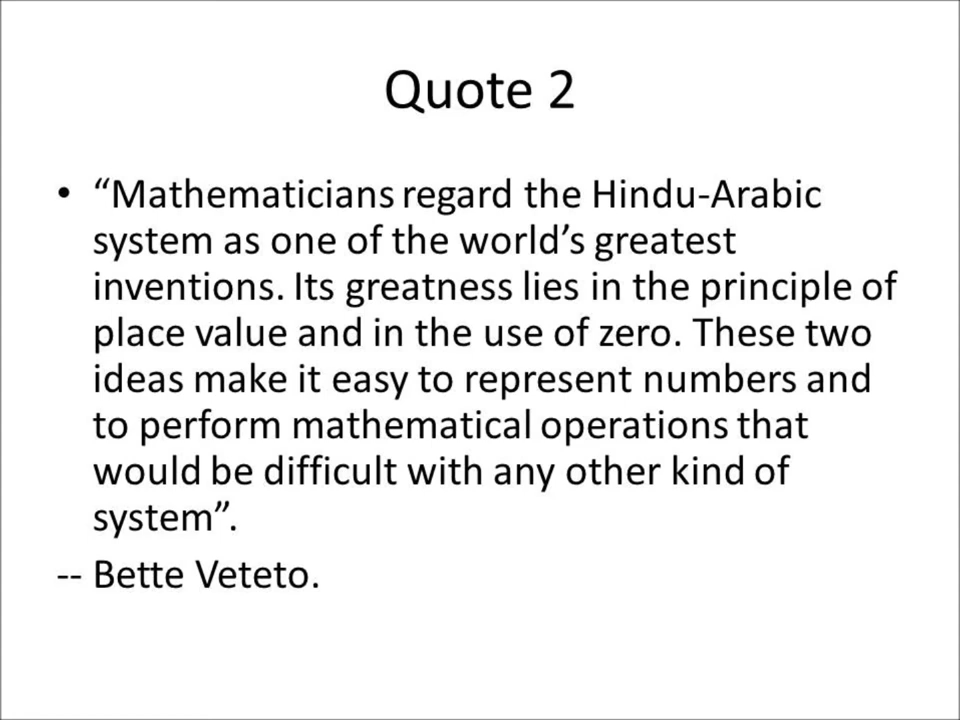 Quote 2
• “Mathematicians regard the Hindu-Arabic
system as one of the world’s greatest
inventions. Its greatness lies in the principle of
place value and in the use of zero. These two
ideas make it easy to represent numbers and
to perform mathematical operations that
would be difficult with any other kind of
system”.
-- Bette Veteto.